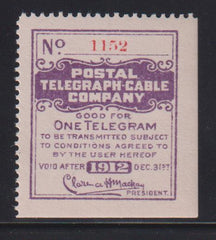 No 1152
POSTAL
TELEGRAPH-CABLE
COMPANY
GOOD FOR
ONE TELEGRAM
TO BE TRANSMITTED SUBJECT
TO CONDITIONS AGREED TO
BY THE USER HEREOF
VOID AFTER 1912 DEC. 31ST
Clarence H Mackay
PRESIDENT.